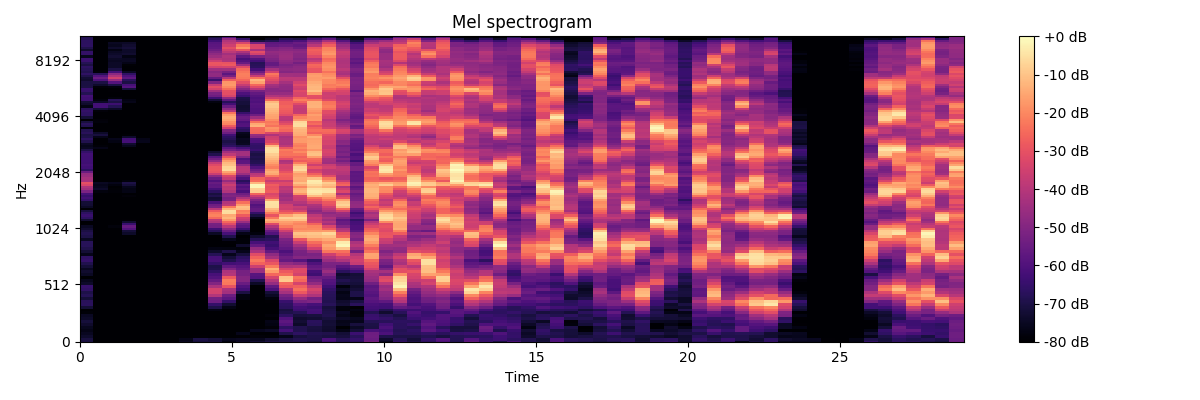 Mel spectrogram
+0 dB
8192
-10 dB
4096
-20 dB
-30 dB
2048
Hz
-40 dB
1024
-50 dB
-60 dB
512
-70 dB
0
-80 dB
0 5 10 15 20 25
Time